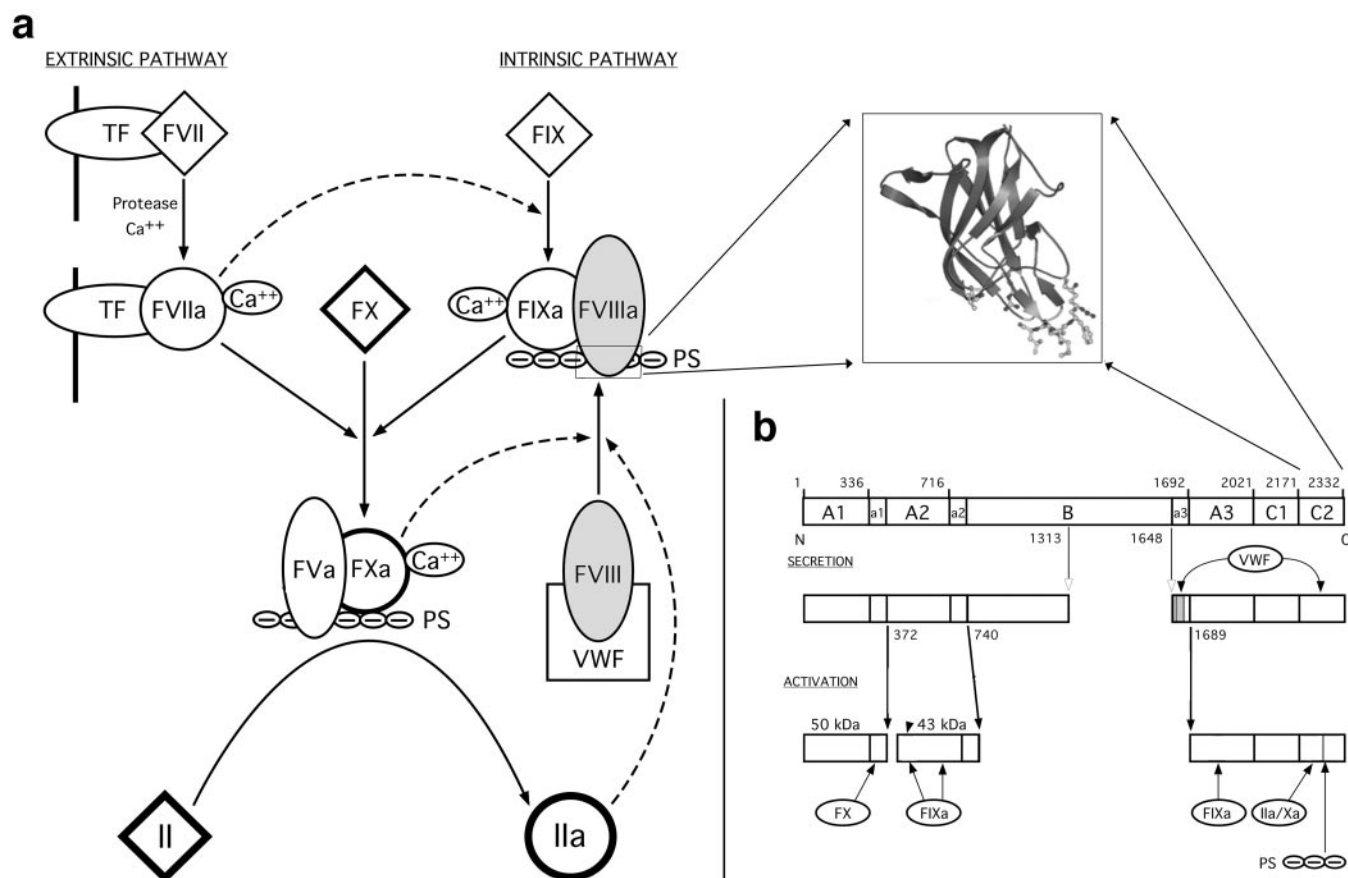 a
EXTRINSIC PATHWAY
INTRINSIC PATHWAY
TF
FVII
FIX
Protease
Ca++
TF
FVIIa
Ca++
FX
Ca++
FIXa
FVIIIa
PS
FVa
FXa
Ca++
PS
FVIII
VWF
II
IIa
b
1 336 716 1692 2021 2171 2332
A1 a1 A2 a2 B a3 A3 C1 C2
N 1313 1648 C
SECRETION
VWF
372 740 1689
ACTIVATION
50 kDa 43 kDa
FX FIXa FIXa IIa/Xa
PS